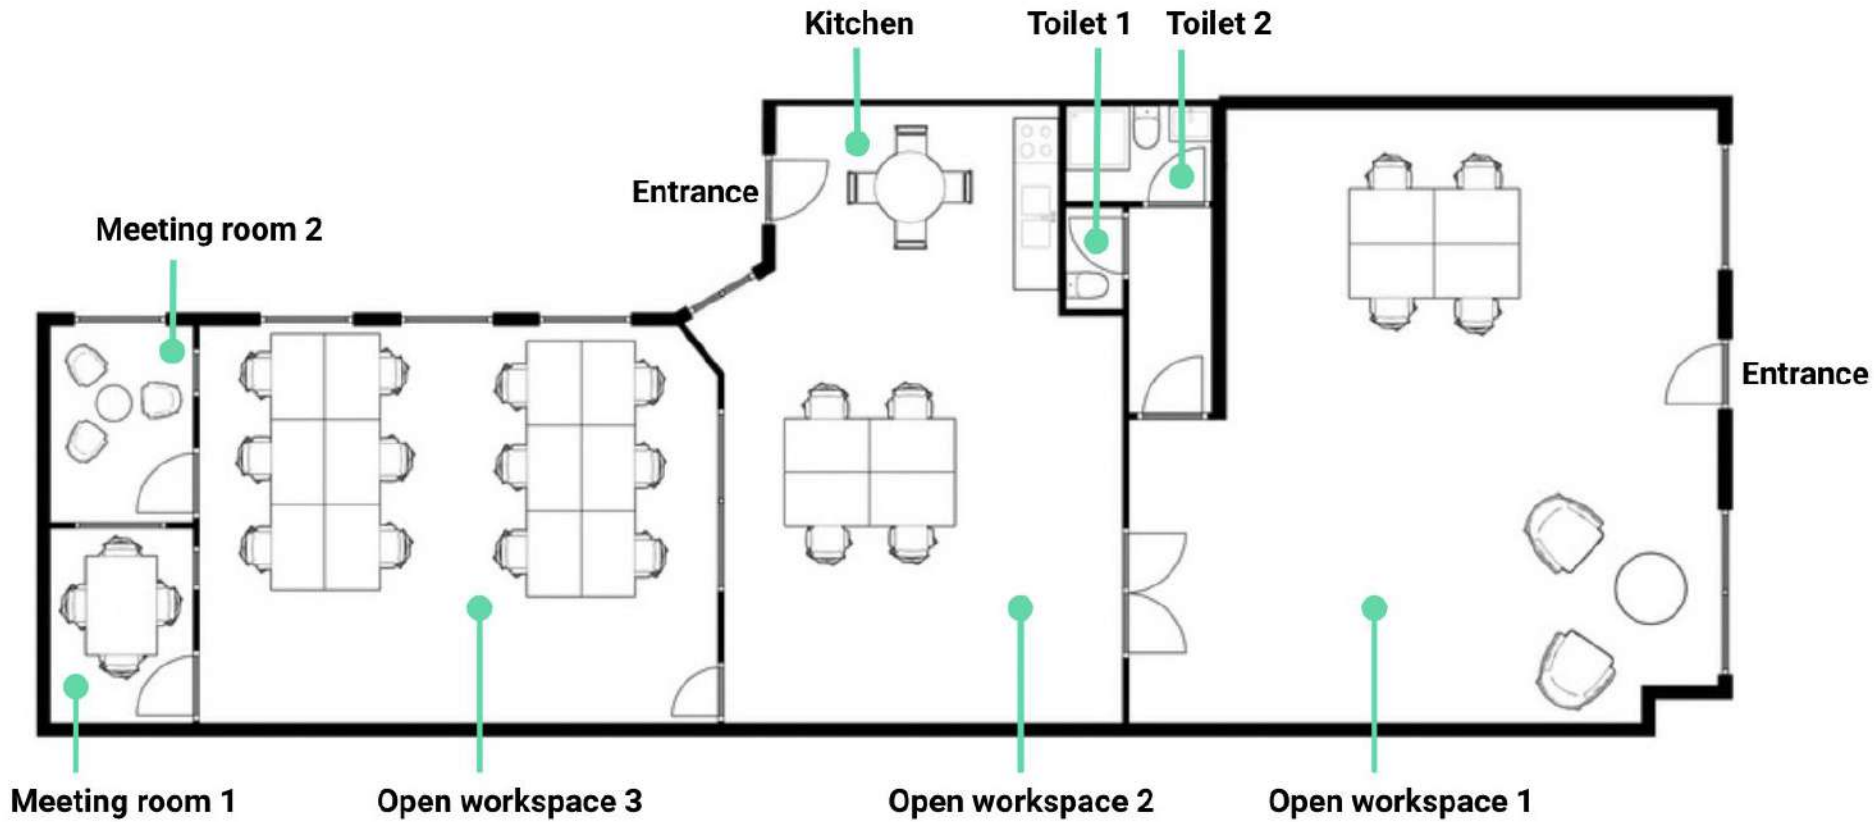 Kitchen
Toilet 1
Toilet 2
Entrance
Meeting room 2
Entrance
Meeting room 1
Open workspace 3
Open workspace 2
Open workspace 1